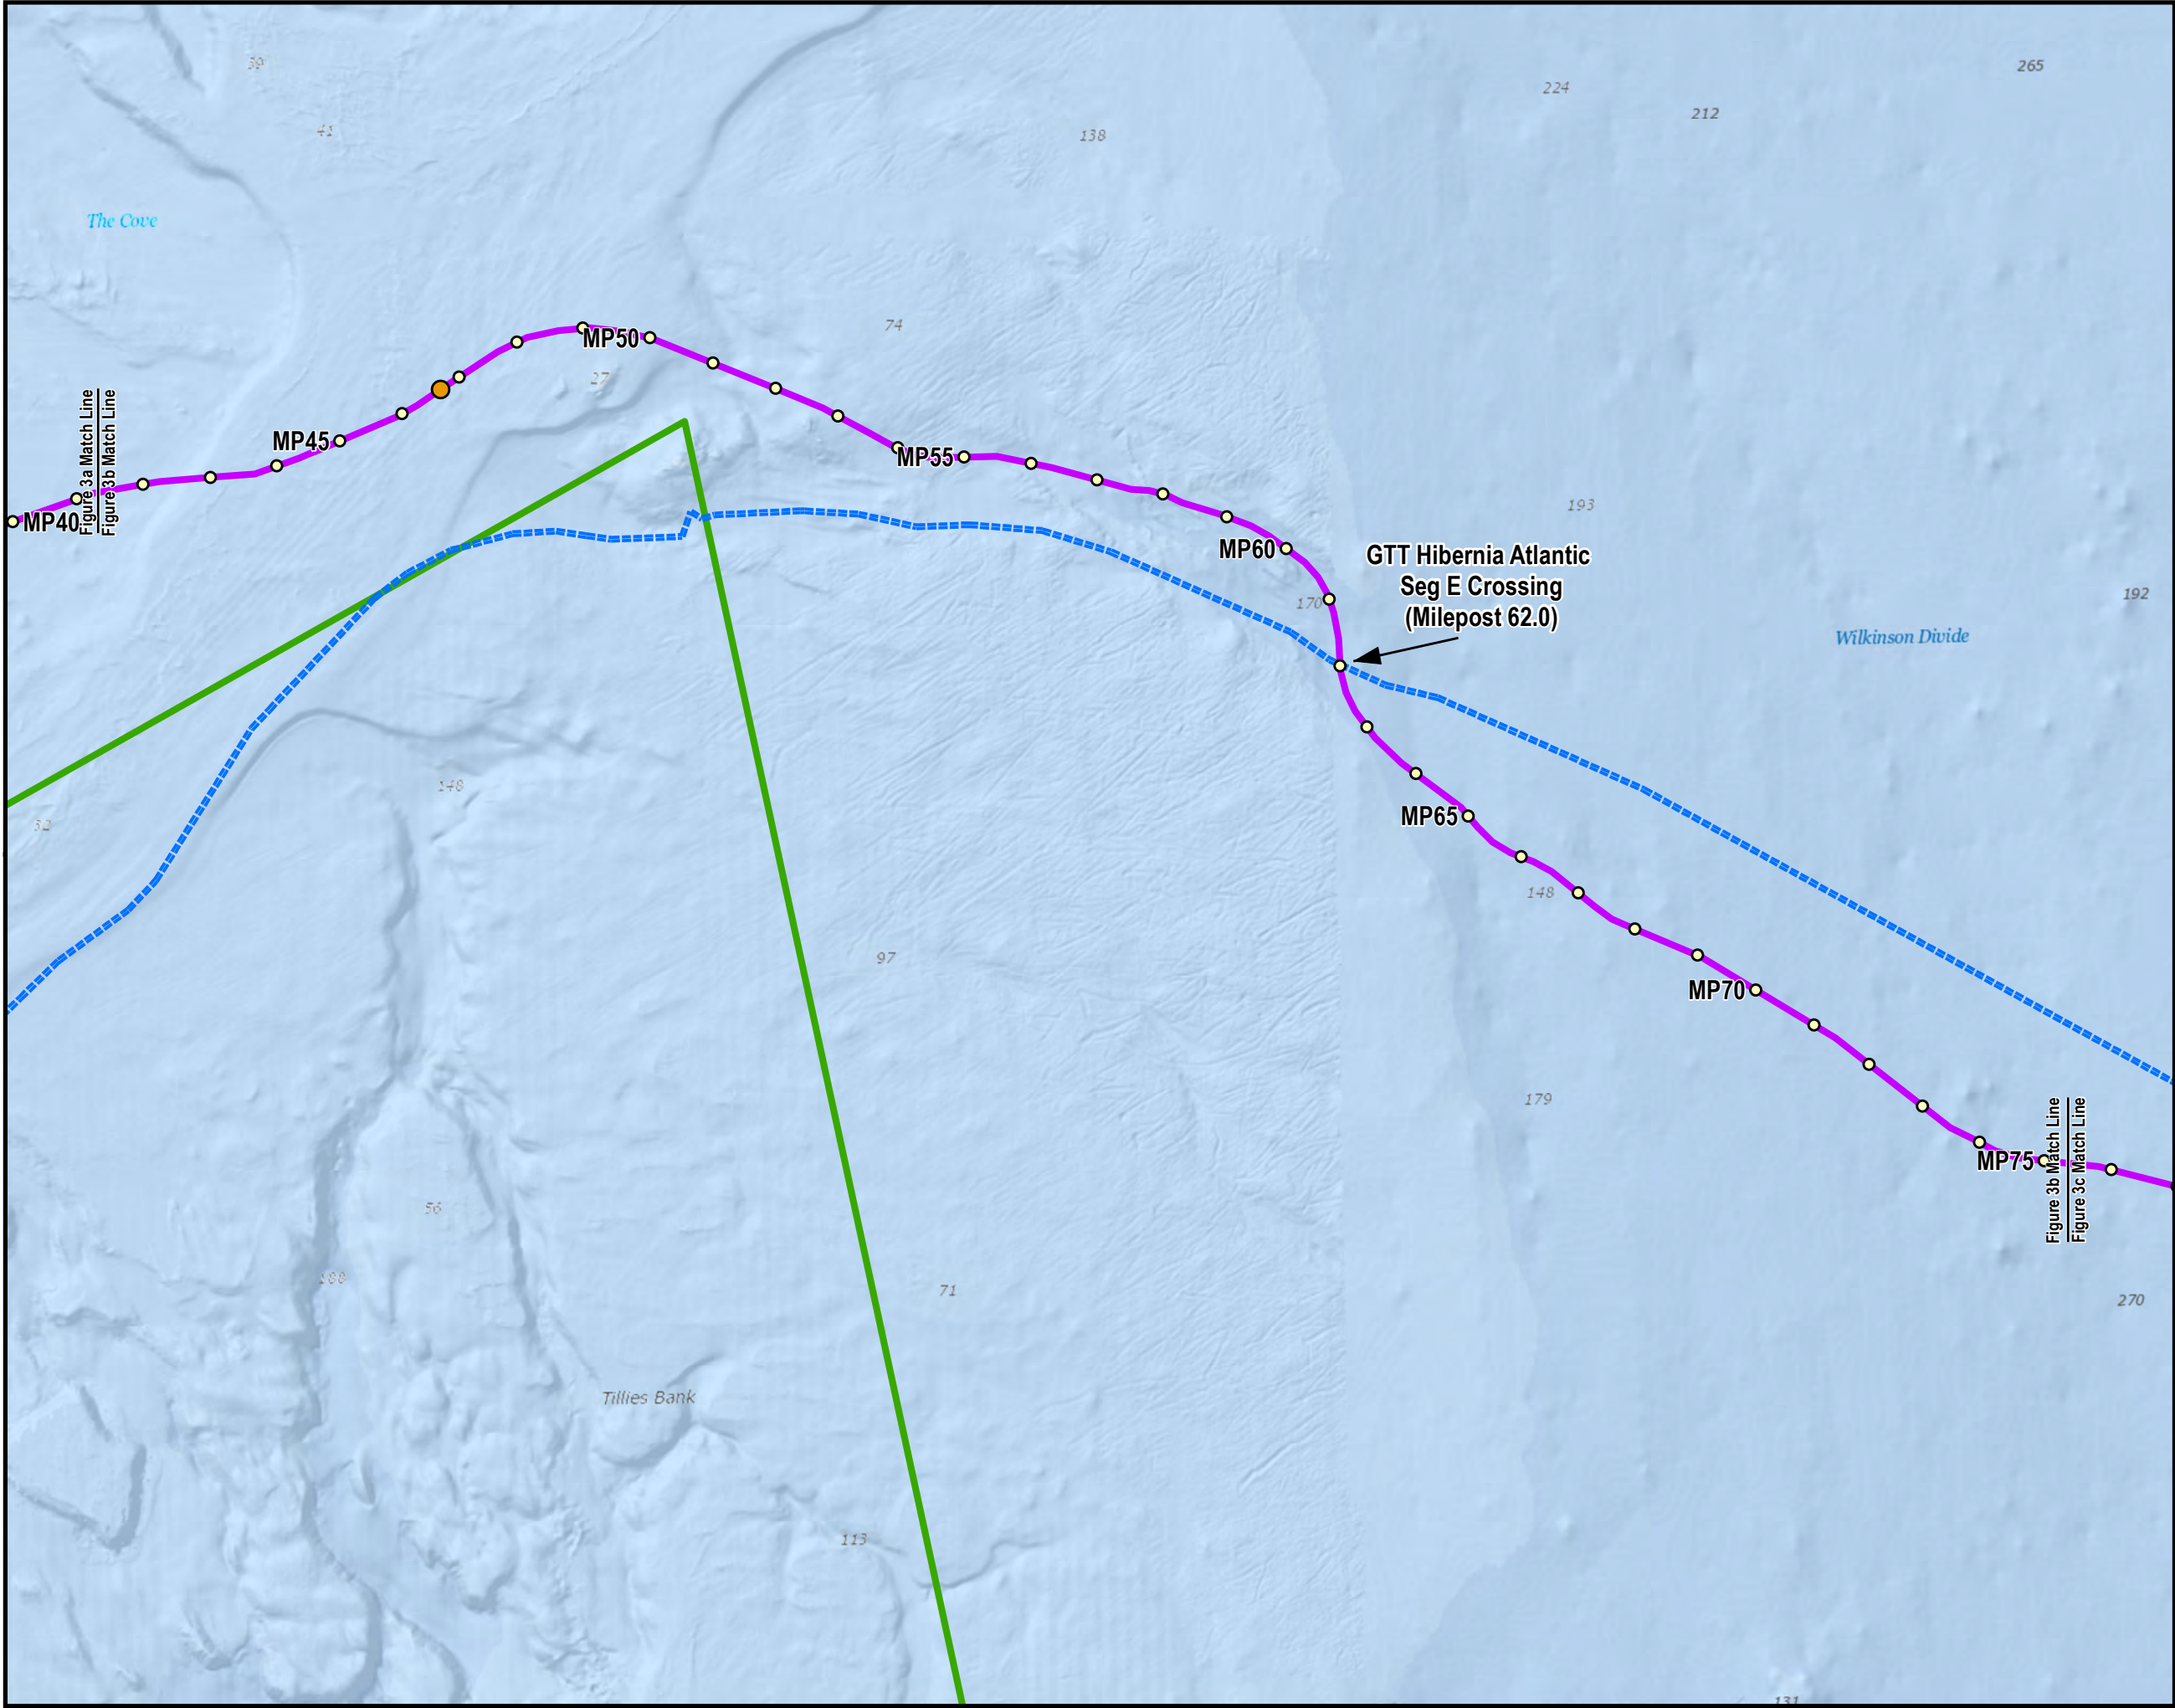 265
59
224
212
41
138
The Cove
74
MP50
27
Figure 3a Match Line
Figure 3b Match Line
MP45
MP55
193
MP40
MP60
GTT Hibernia Atlantic
Seg E Crossing
(Milepost 62.0)
170
192
Wilkinson Divide
148
MP65
52
148
97
MP70
179
Figure 3b Match Line
Figure 3c Match Line
MP75
56
188
71
270
Tillies Bank
113
131